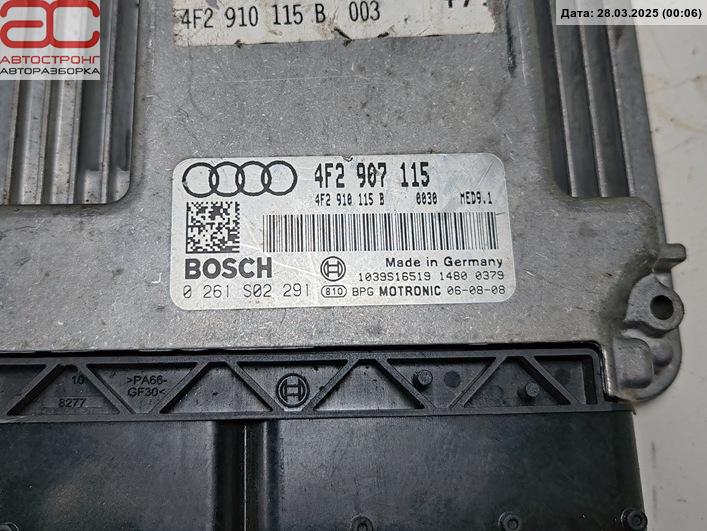 ac
АВТОСТРОНГ
АВТОРАЗБОРКА
Дата: 28.03.2025 (00:06)
4F2 910 115 B 003
4F2 907 115
4F2 910 115 B 0030 MED9.1
BOSCH
Made in Germany
1039S16519 1480 0379
0 261 S02 291 810 BPG MOTRONIC 06-08-08
10
8277
>PA66-
GF30<